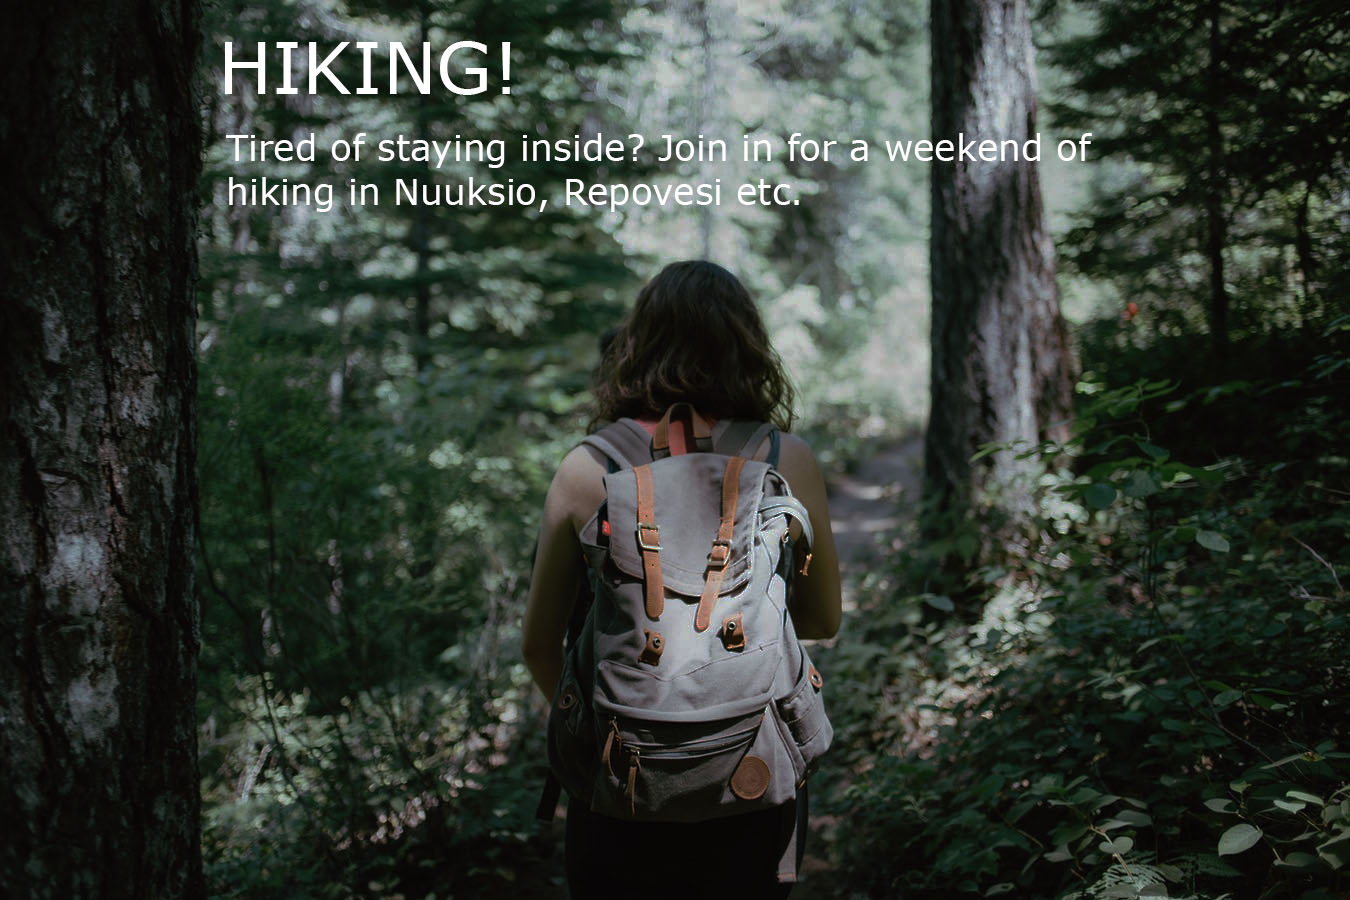 HIKING!
Tired of staying inside? Join in for a weekend of
hiking in Nuuksio, Repovesi etc.